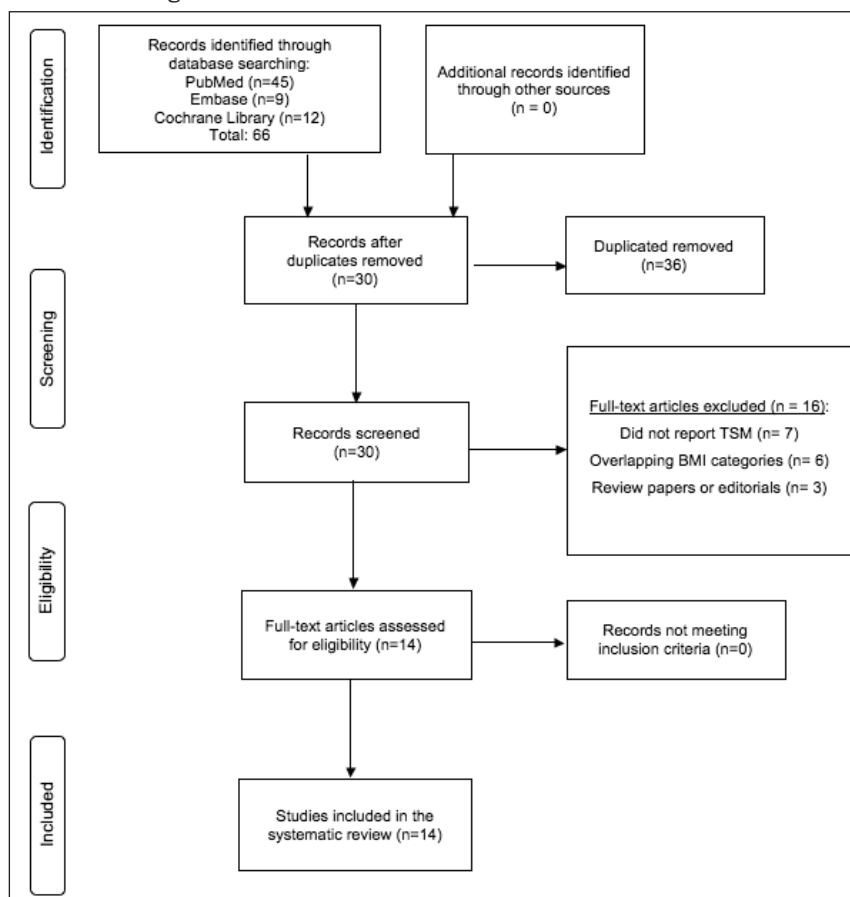 Identification
Records identified through
database searching:
PubMed (n=45)
Embase (n=9)
Cochrane Library (n=12)
Total: 66
Additional records identified
through other sources
(n = 0)
Records after
duplicates removed
(n=30)
Duplicated removed
(n=36)
Screening
Records screened
(n=30)
Full-text articles excluded (n = 16):
Did not report TSM (n= 7)
Overlapping BMI categories (n= 6)
Review papers or editorials (n= 3)
Eligibility
Full-text articles assessed
for eligibility (n=14)
Records not meeting
inclusion criteria (n=0)
Included
Studies included in the
systematic review (n=14)